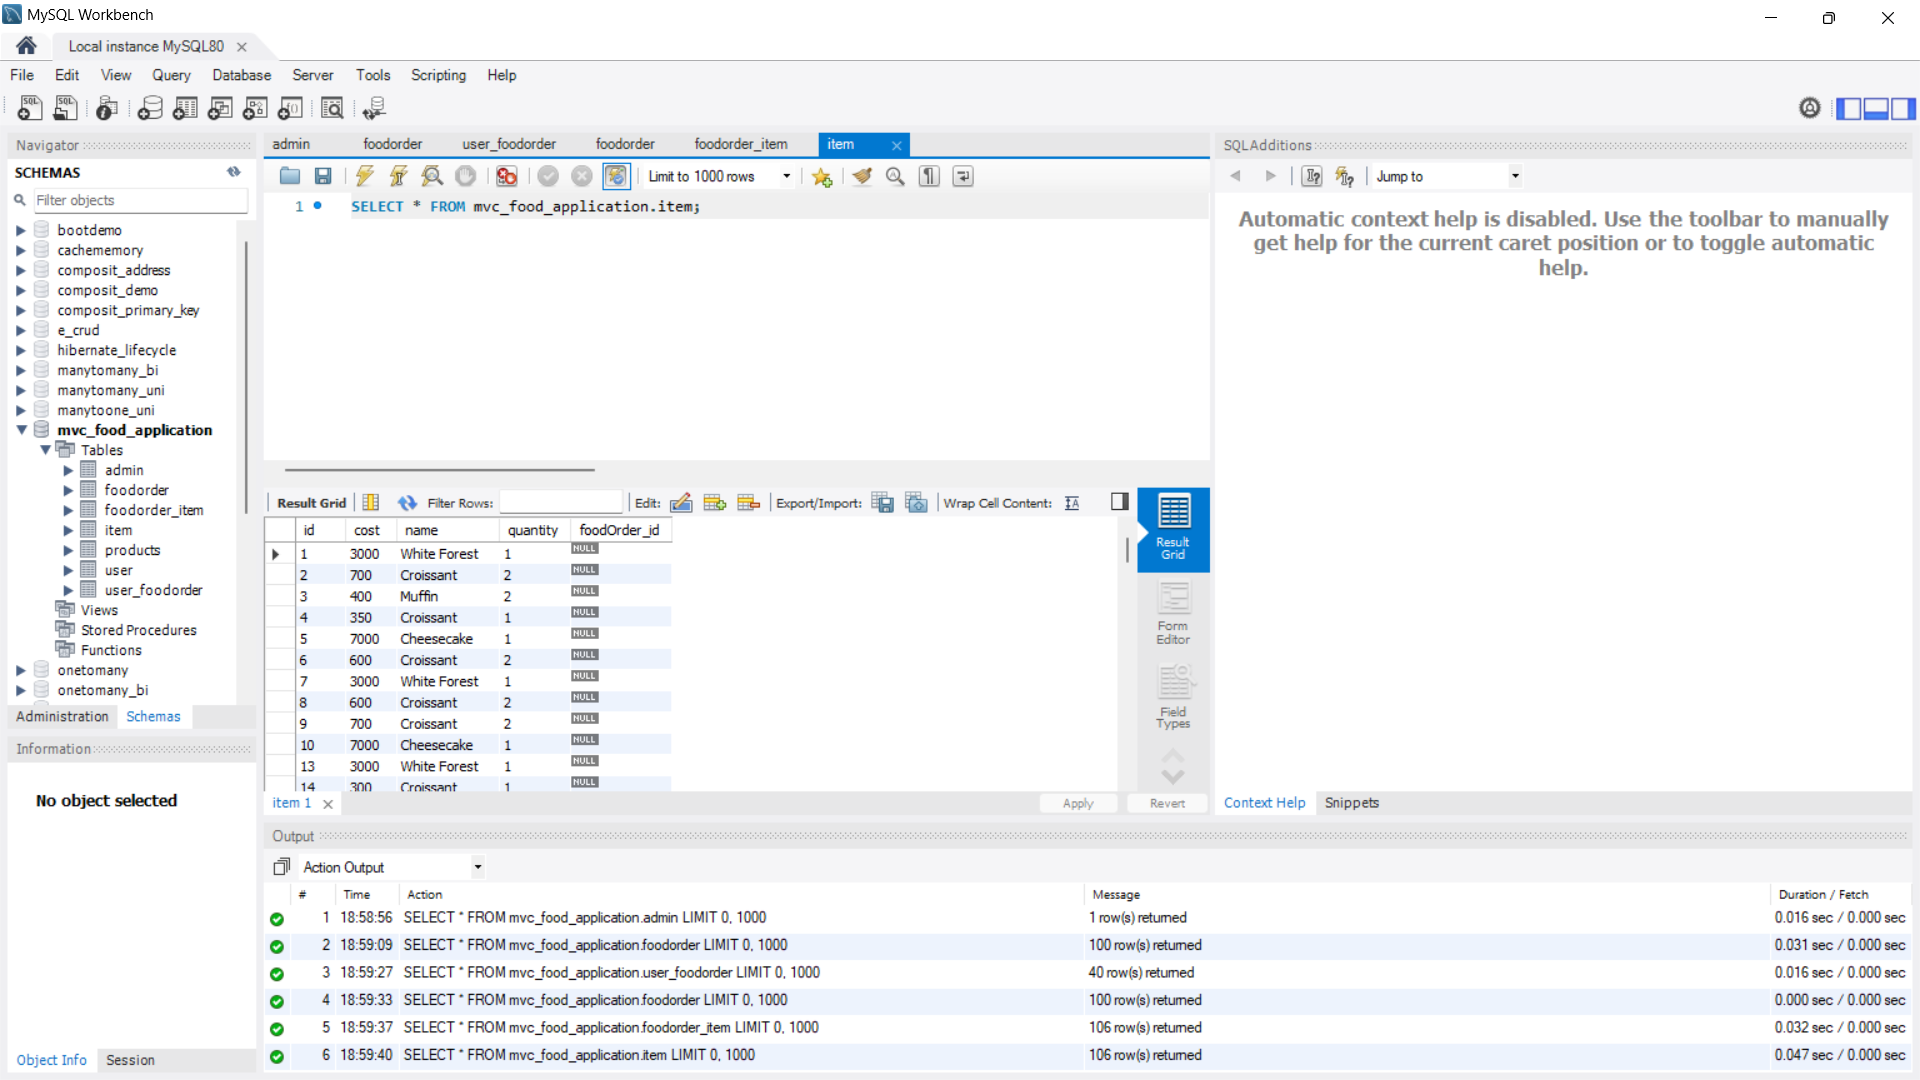 MySQL Workbench
Local instance MySQL80
File Edit View Query Database Server Tools Scripting Help
Navigator
SCHEMAS
Filter objects
bootdemo
cachememory
composit_address
composit_demo
composit_primary_key
e_crud
hibernate_lifecycle
manytomany_bi
manytomany_uni
manytoone_uni
mvc_food_application
Tables
admin
foodorder
foodorder_item
item
products
user
user_foodorder
Views
Stored Procedures
Functions
onetomany
onetomany_bi
Administration Schemas
Information
No object selected
Object Info Session
admin foodorder user_foodorder foodorder foodorder_item item
Limit to 1000 rows
1 SELECT * FROM mvc_food_application.item;
Result Grid Filter Rows: Edit: Export/Import: Wrap Cell Content:
id cost name quantity foodOrder_id
1 3000 White Forest 1 NULL
2 700 Croissant 2 NULL
3 400 Muffin 2 NULL
4 350 Croissant 1 NULL
5 7000 Cheesecake 1 NULL
6 600 Croissant 2 NULL
7 3000 White Forest 1 NULL
8 600 Croissant 2 NULL
9 700 Croissant 2 NULL
10 7000 Cheesecake 1 NULL
13 3000 White Forest 1 NULL
14 300 Croissant 1 NULL
Result
Grid
Form
Editor
Field
Types
item 1 Apply Revert
SQLAdditions
Jump to
Automatic context help is disabled. Use the toolbar to manually
get help for the current caret position or to toggle automatic
help.
Context Help Snippets
Output
Action Output
# Time Action Message Duration / Fetch
1 18:58:56 SELECT * FROM mvc_food_application.admin LIMIT 0, 1000 1 row(s) returned 0.016 sec / 0.000 sec
2 18:59:09 SELECT * FROM mvc_food_application.foodorder LIMIT 0, 1000 100 row(s) returned 0.031 sec / 0.000 sec
3 18:59:27 SELECT * FROM mvc_food_application.user_foodorder LIMIT 0, 1000 40 row(s) returned 0.016 sec / 0.000 sec
4 18:59:33 SELECT * FROM mvc_food_application.foodorder LIMIT 0, 1000 100 row(s) returned 0.000 sec / 0.000 sec
5 18:59:37 SELECT * FROM mvc_food_application.foodorder_item LIMIT 0, 1000 106 row(s) returned 0.032 sec / 0.000 sec
6 18:59:40 SELECT * FROM mvc_food_application.item LIMIT 0, 1000 106 row(s) returned 0.047 sec / 0.000 sec